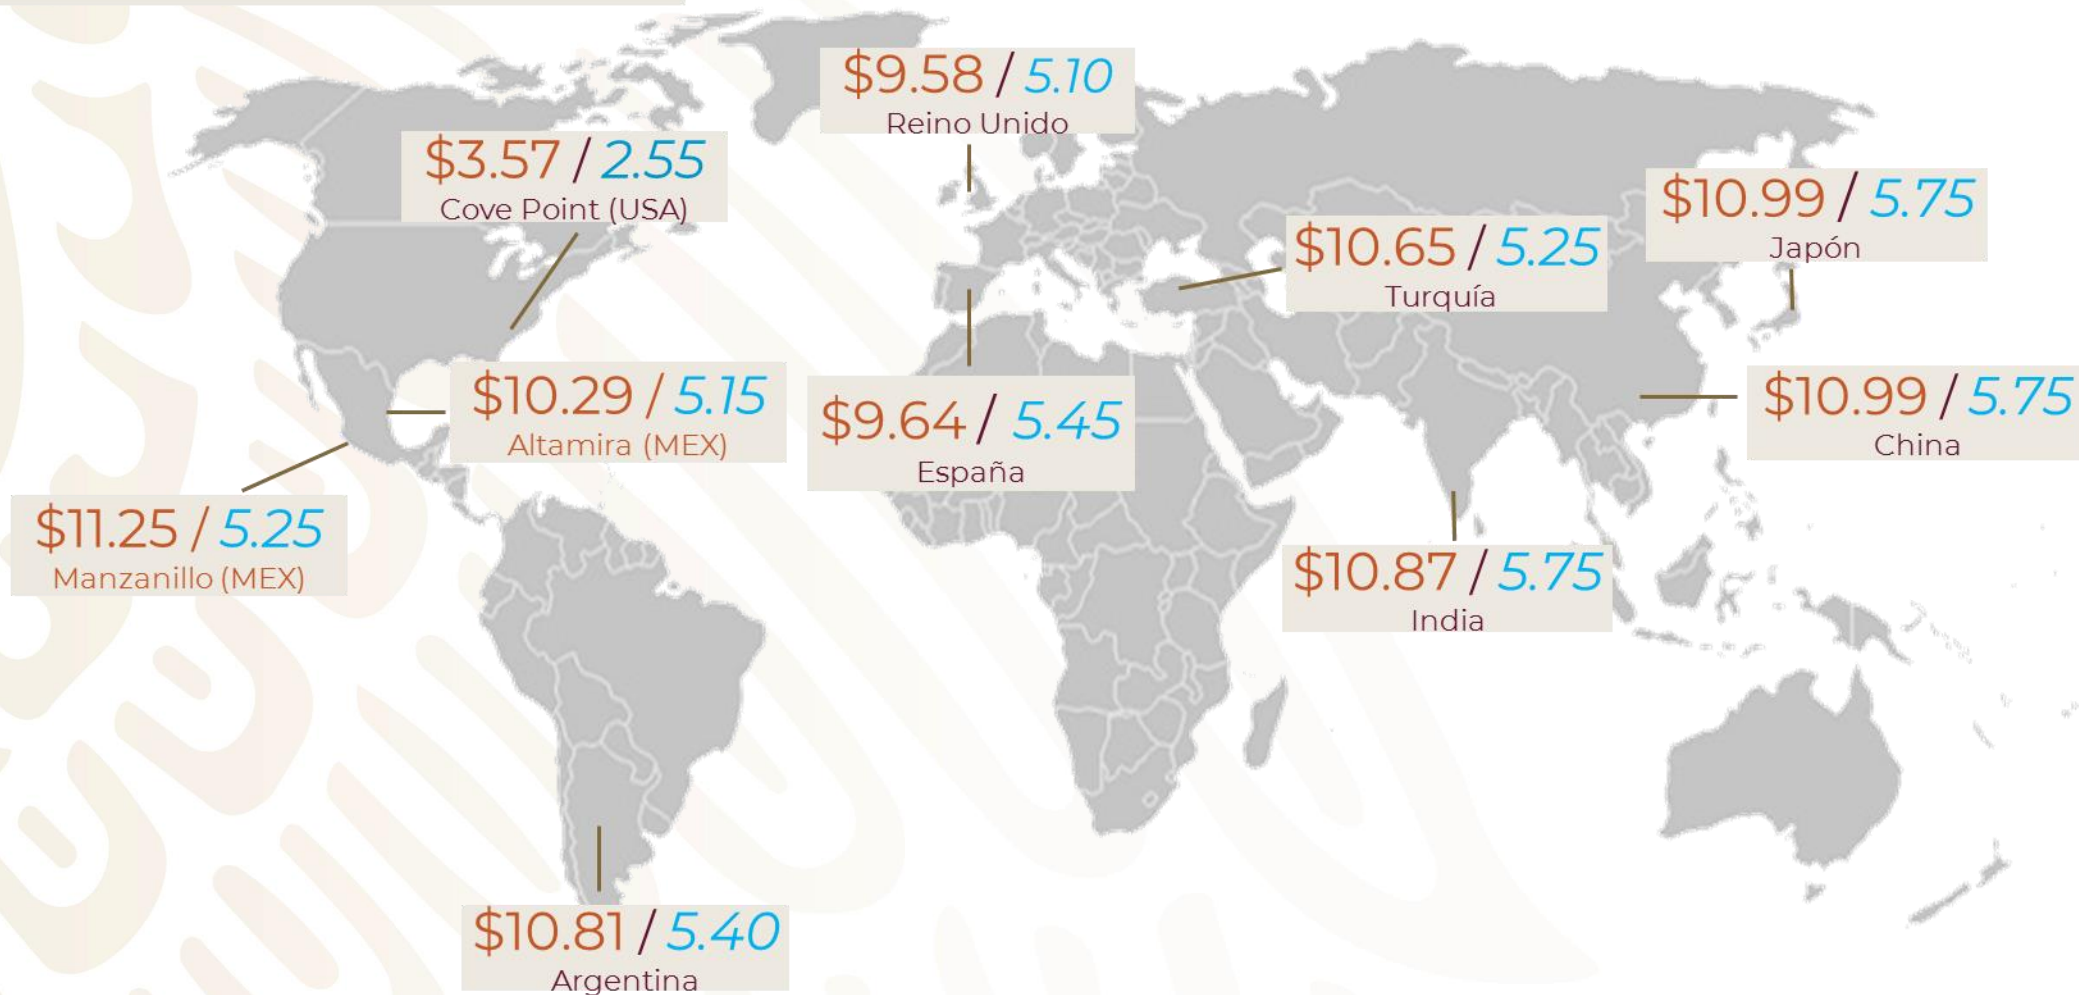 $9.58 / 5.10
Reino Unido
$3.57 / 2.55
Cove Point (USA)
$10.99 / 5.75
Japón
$10.65 / 5.25
Turquía
$10.29 / 5.15
Altamira (MEX)
$9.64 / 5.45
España
$10.99 / 5.75
China
$11.25 / 5.25
Manzanillo (MEX)
$10.87 / 5.75
India
$10.81 / 5.40
Argentina